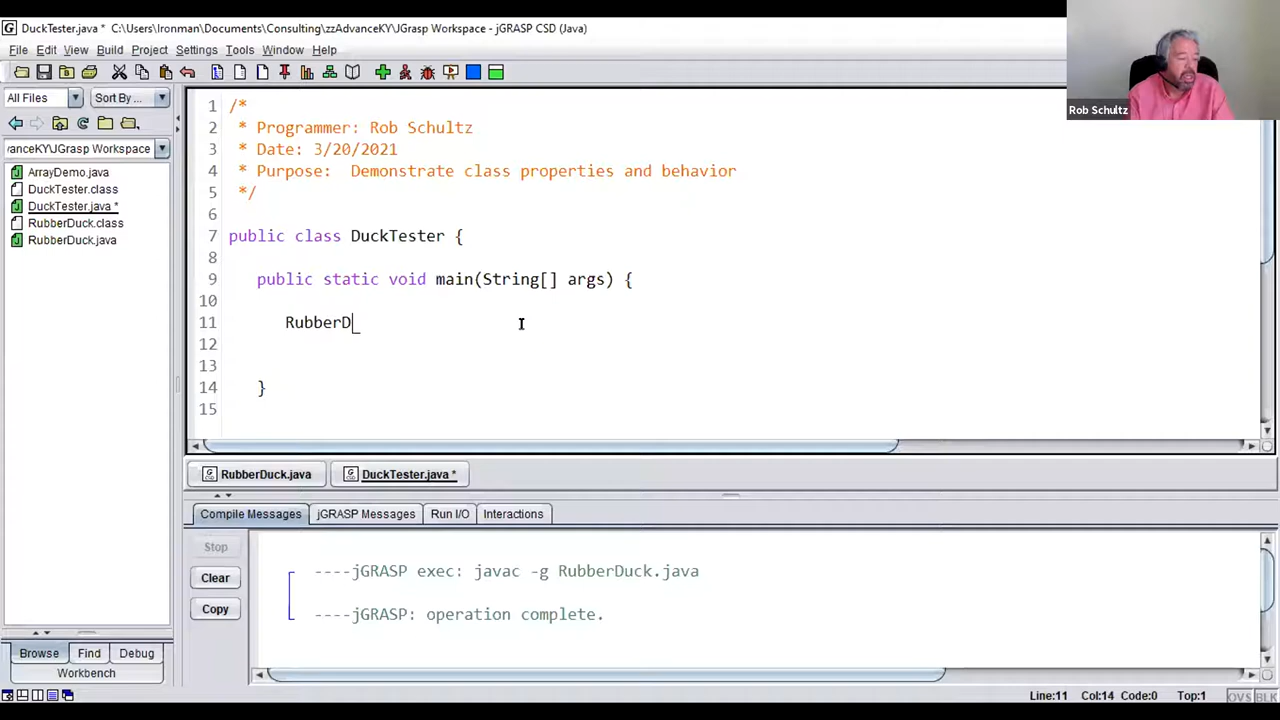 DuckTester.java * C:\Users\Ironman\Documents\Consulting\zzAdvanceKY\JGrasp Workspace - jGRASP CSD (Java)
File Edit View Build Project Settings Tools Window Help
All Files Sort By ...
anceKY\JGrasp Workspace
ArrayDemo.java
DuckTester.class
DuckTester.java *
RubberDuck.class
RubberDuck.java
1 /*
2 * Programmer: Rob Schultz
3 * Date: 3/20/2021
4 * Purpose: Demonstrate class properties and behavior
5 */
6
7 public class DuckTester {
8
9 public static void main(String[] args) {
10
11 RubberD
12
13
14 }
15
Rob Schultz
RubberDuck.java DuckTester.java *
Compile Messages jGRASP Messages Run I/O Interactions
Stop
Clear
Copy
----jGRASP exec: javac -g RubberDuck.java
----jGRASP: operation complete.
Browse Find Debug
Workbench
Line:11 Col:14 Code:0 Top:1 OVS BLK